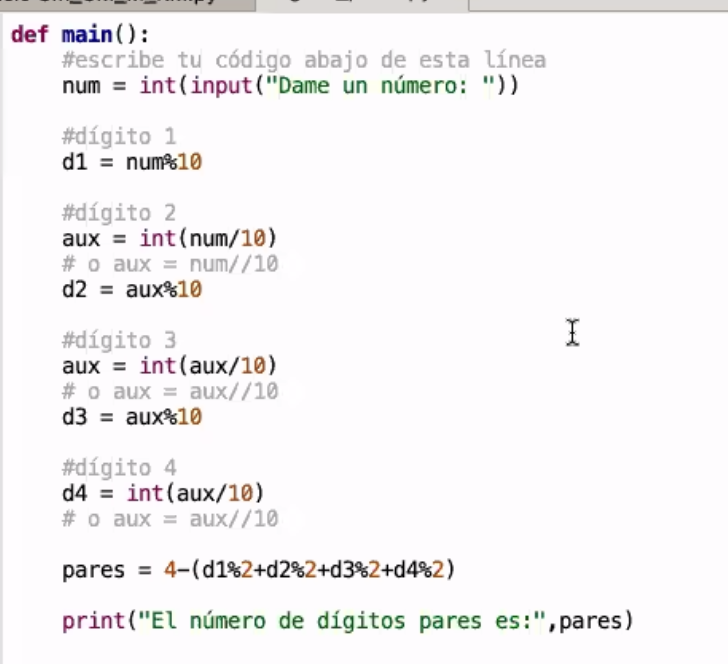 def main():
    #escribe tu código abajo de esta línea
    num = int(input("Dame un número: "))
    #dígito 1
    d1 = num%10
    #dígito 2
    aux = int(num/10)
    # o aux = num//10
    d2 = aux%10
    #dígito 3
    aux = int(aux/10)
    # o aux = aux//10
    d3 = aux%10
    #dígito 4
    d4 = int(aux/10)
    # o aux = aux//10
    pares = 4-(d1%2+d2%2+d3%2+d4%2)
    print("El número de dígitos pares es:",pares)